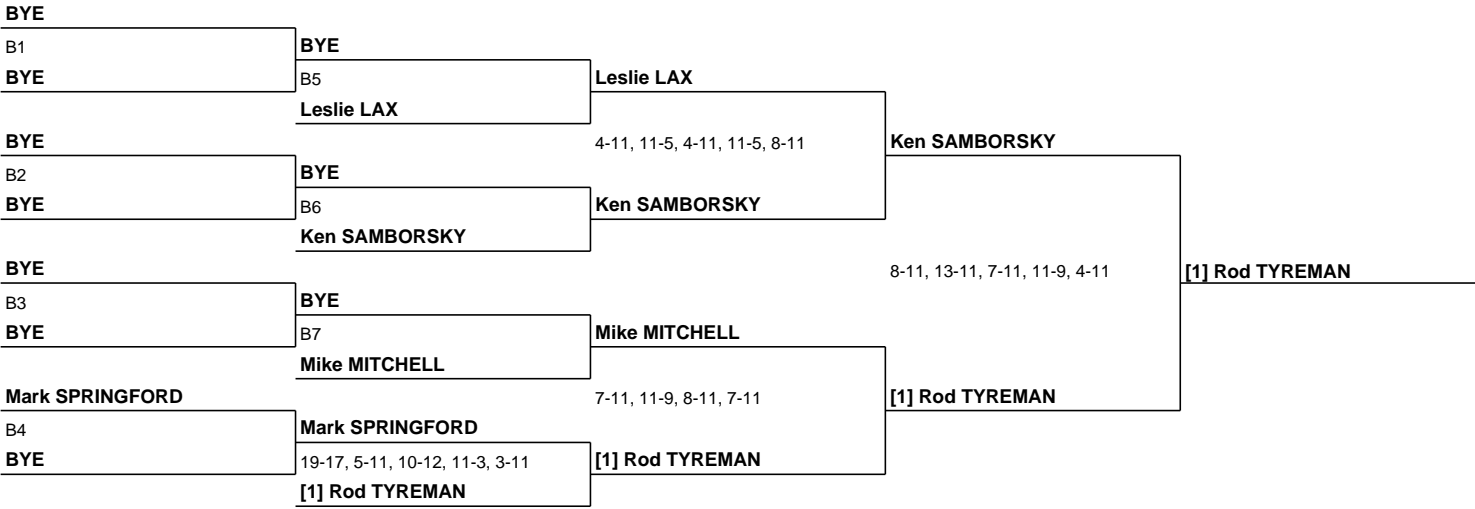 BYE
B1
BYE
BYE
B5
Leslie LAX
Leslie LAX
BYE
B2
BYE
BYE
B6
Ken SAMBORSKY
Ken SAMBORSKY
4-11, 11-5, 4-11, 11-5, 8-11
Ken SAMBORSKY
BYE
B3
BYE
BYE
B7
Mike MITCHELL
Mike MITCHELL
Mark SPRINGFORD
B4
BYE
Mark SPRINGFORD
19-17, 5-11, 10-12, 11-3, 3-11
[1] Rod TYREMAN
[1] Rod TYREMAN
7-11, 11-9, 8-11, 7-11
[1] Rod TYREMAN
8-11, 13-11, 7-11, 11-9, 4-11
[1] Rod TYREMAN